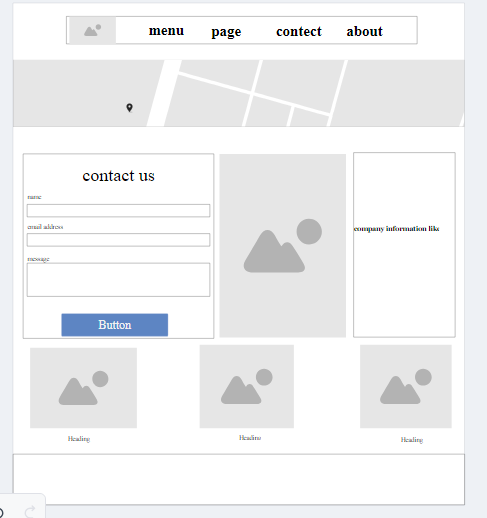 menu page contect about
contact us
name
email address
message
Button
company information like
Heading
Heading
Heading